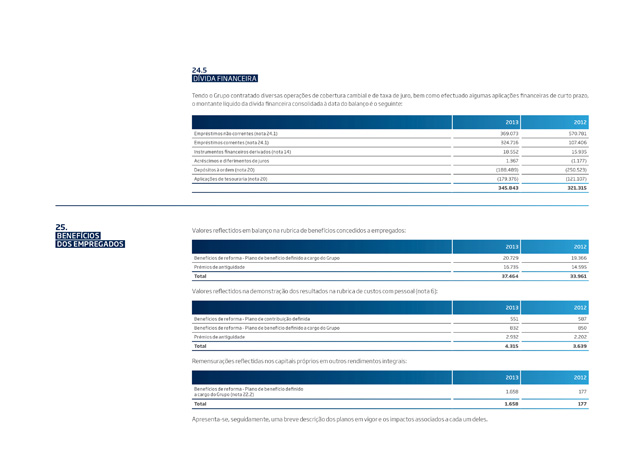 24.5
DÍVIDA FINANCEIRA
Tendo o Grupo contratado diversas operações de cobertura cambial e de taxa de juro, bem como efectuado algumas aplicações financeiras de curto prazo,
o montante líquido da dívida financeira consolidada à data do balanço é o seguinte:
2013 2012
Empréstimos não correntes (nota 24.1) 369.073 570.781
Empréstimos correntes (nota 24.1) 324.716 107.406
Instrumentos financeiros derivados (nota 14) 18.552 15.935
Acréscimos e diferimentos de juros 1.367 (1.177)
Depósitos à ordem (nota 20) (188.489) (250.523)
Aplicações de tesouraria (nota 20) (179.376) (121.107)
345.843 321.315
25.
BENEFÍCIOS
DOS EMPREGADOS
Valores reflectidos em balanço na rubrica de benefícios concedidos a empregados:
2013 2012
Benefícios de reforma - Plano de benefício definido a cargo do Grupo 20.729 19.366
Prémios de antiguidade 16.735 14.595
Total 37.464 33.961
Valores reflectidos na demonstração dos resultados na rubrica de custos com pessoal (nota 6):
2013 2012
Benefícios de reforma - Plano de contribuição definida 551 587
Benefícios de reforma - Plano de benefício definido a cargo do Grupo 832 850
Prémios de antiguidade 2.932 2.202
Total 4.315 3.639
Remensurações reflectidas nos capitais próprios em outros rendimentos integrais:
2013 2012
Benefícios de reforma - Plano de benefício definido
a cargo do Grupo (nota 22.2) 1.658 177
Total 1.658 177
Apresenta-se, seguidamente, uma breve descrição dos planos em vigor e os impactos associados a cada um deles.